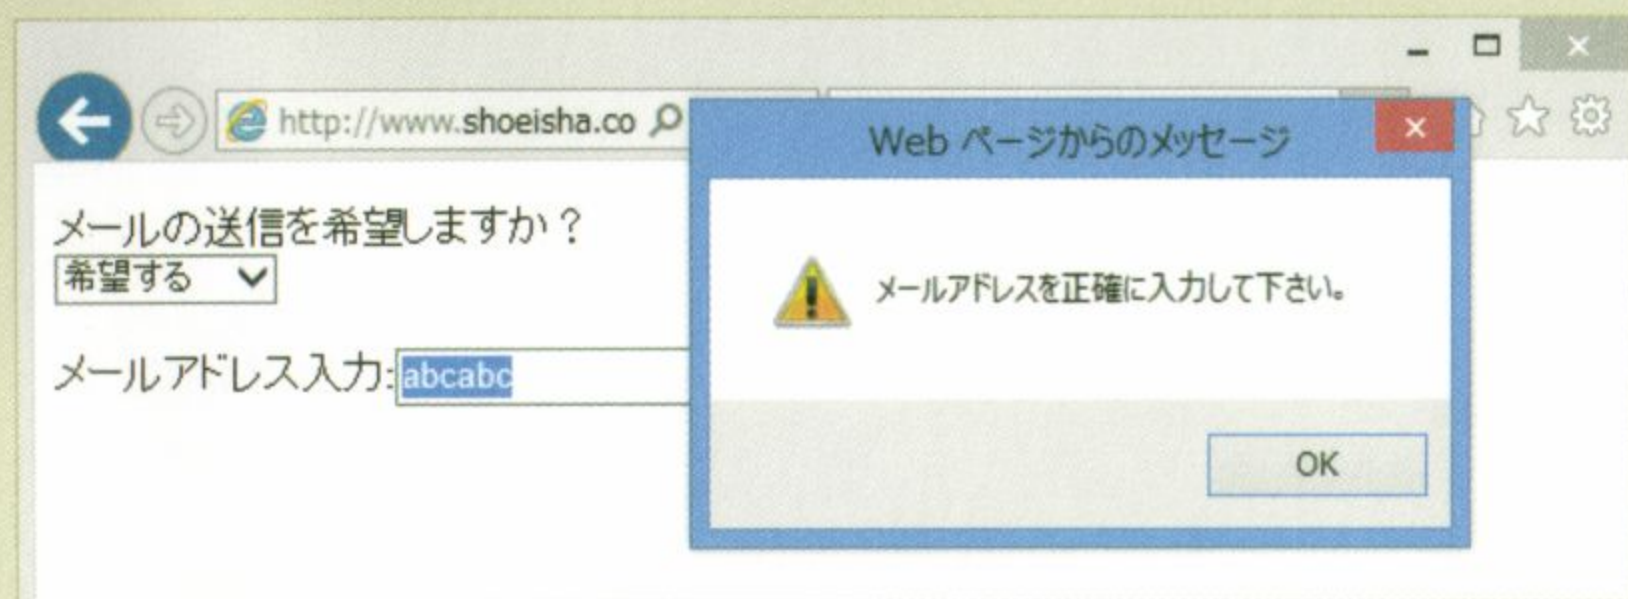 http://www.shoeisha.co
Web ページからのメッセージ
メールの送信を希望しますか？
希望する
メールアドレスを正確に入力して下さい。
メールアドレス入力:abcabc
OK